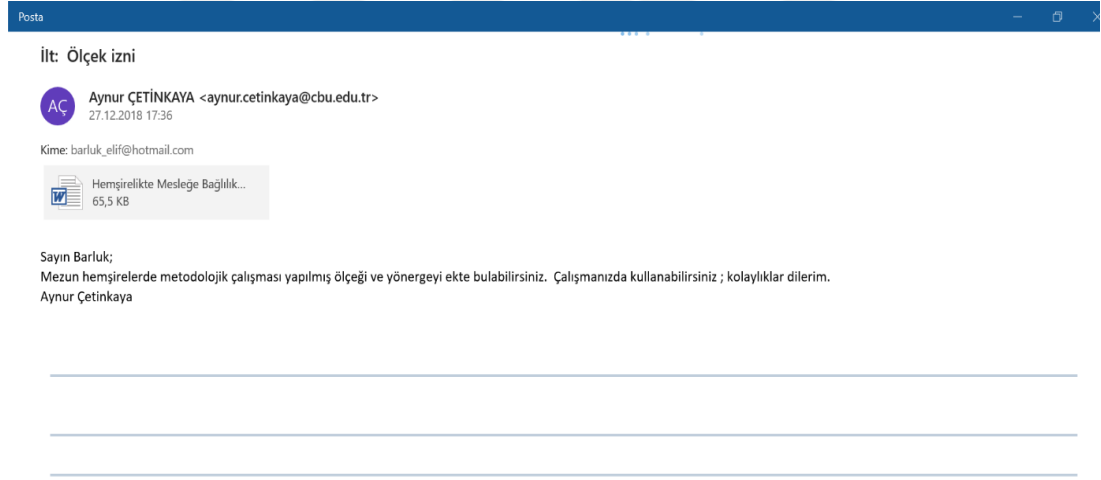 Posta
İlt: Ölçek izni
AÇ
Aynur ÇETİNKAYA <aynur.cetinkaya@cbu.edu.tr>
27.12.2018 17:36
Kime: barluk_elif@hotmail.com
Hemşirelikte Mesleğe Bağlılık...
65,5 KB
Sayın Barluk;
Mezun hemşirelerde metodolojik çalışması yapılmış ölçeği ve yönergeyi ekte bulabilirsiniz.  Çalışmanızda kullanabilirsiniz ; kolaylıklar dilerim.
Aynur Çetinkaya